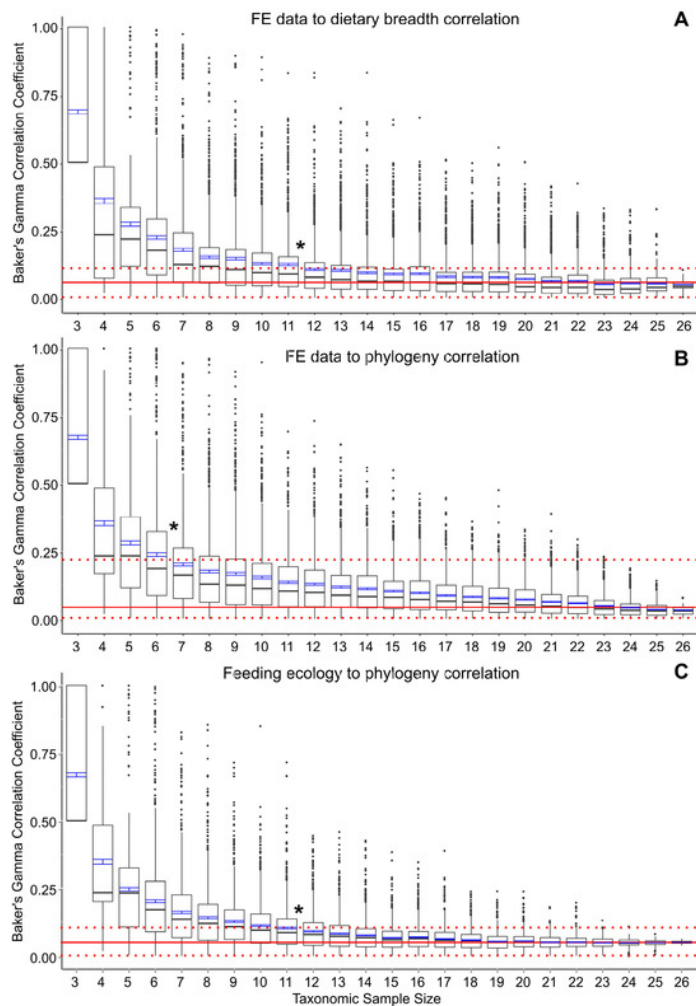 FE data to dietary breadth correlation
A
Baker's Gamma Correlation Coefficient
1.00
0.75
0.50
0.25
0.00
*
3 4 5 6 7 8 9 10 11 12 13 14 15 16 17 18 19 20 21 22 23 24 25 26
FE data to phylogeny correlation
B
Baker's Gamma Correlation Coefficient
1.00
0.75
0.50
0.25
0.00
*
3 4 5 6 7 8 9 10 11 12 13 14 15 16 17 18 19 20 21 22 23 24 25 26
Feeding ecology to phylogeny correlation
C
Baker's Gamma Correlation Coefficient
1.00
0.75
0.50
0.25
0.00
*
3 4 5 6 7 8 9 10 11 12 13 14 15 16 17 18 19 20 21 22 23 24 25 26
Taxonomic Sample Size